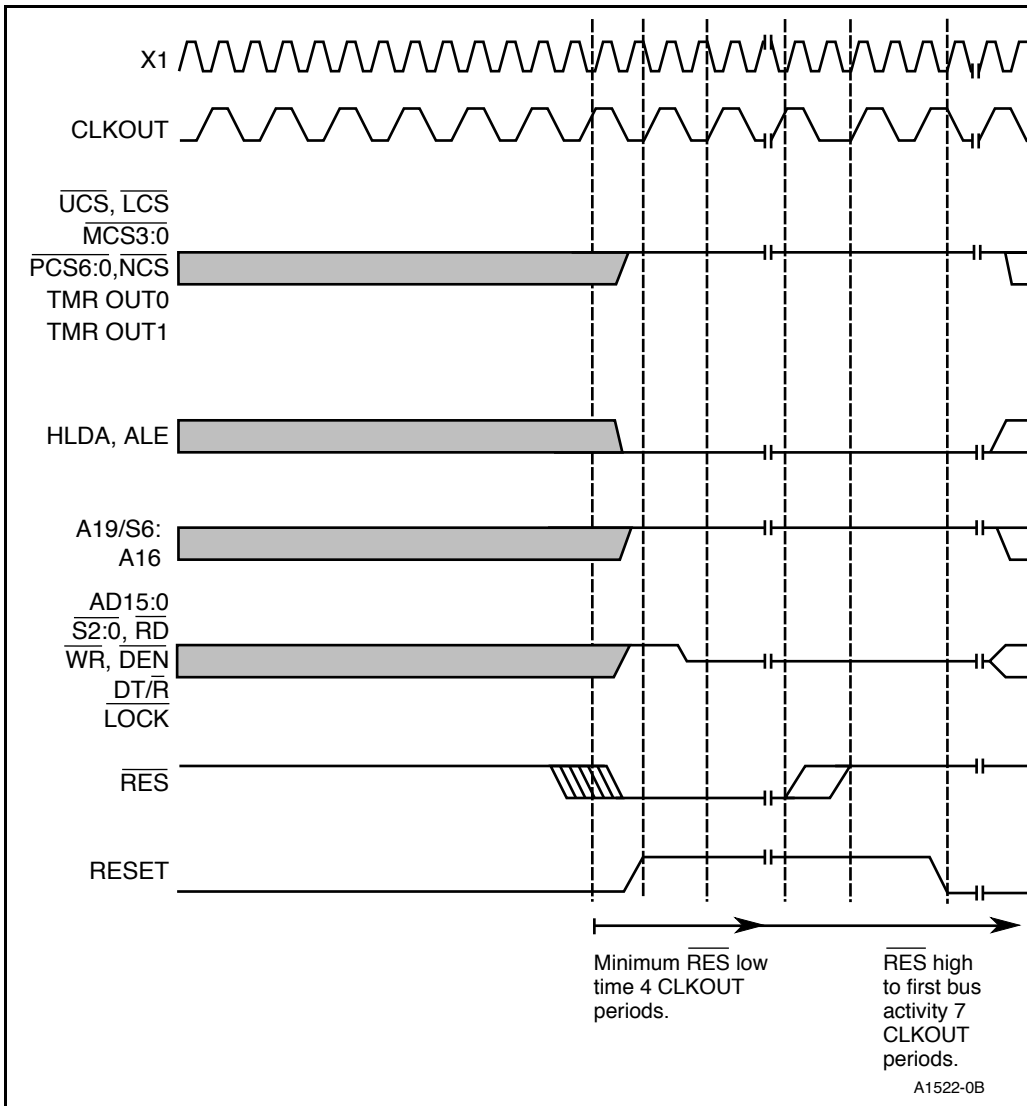 X1
CLKOUT
UCS, LCS
MCS3:0
PCS6:0,NCS
TMR OUT0
TMR OUT1
HLDA, ALE
A19/S6:
A16
AD15:0
S2:0, RD
WR, DEN
DT/R
LOCK
RES
RESET
Minimum RES low
time 4 CLKOUT
periods.
RES high
to first bus
activity 7
CLKOUT
periods.
A1522-0B